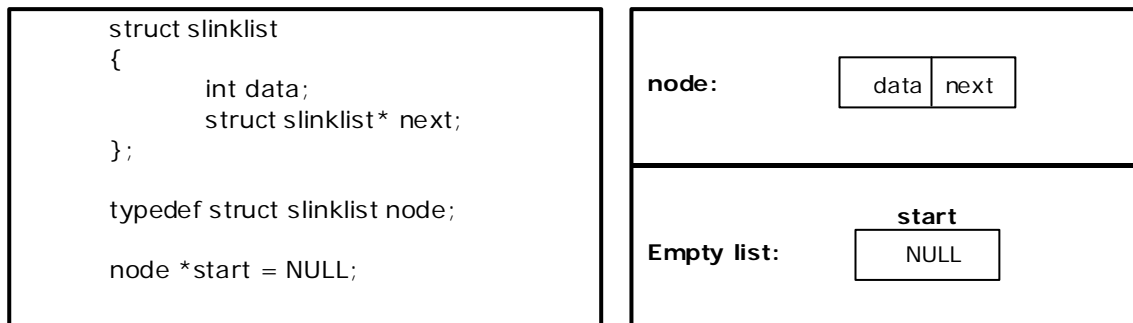 struct slinklist
{
int data;
struct slinklist* next;
};
typedef struct slinklist node;
node *start = NULL;
node:
data next
start
Empty list:
NULL